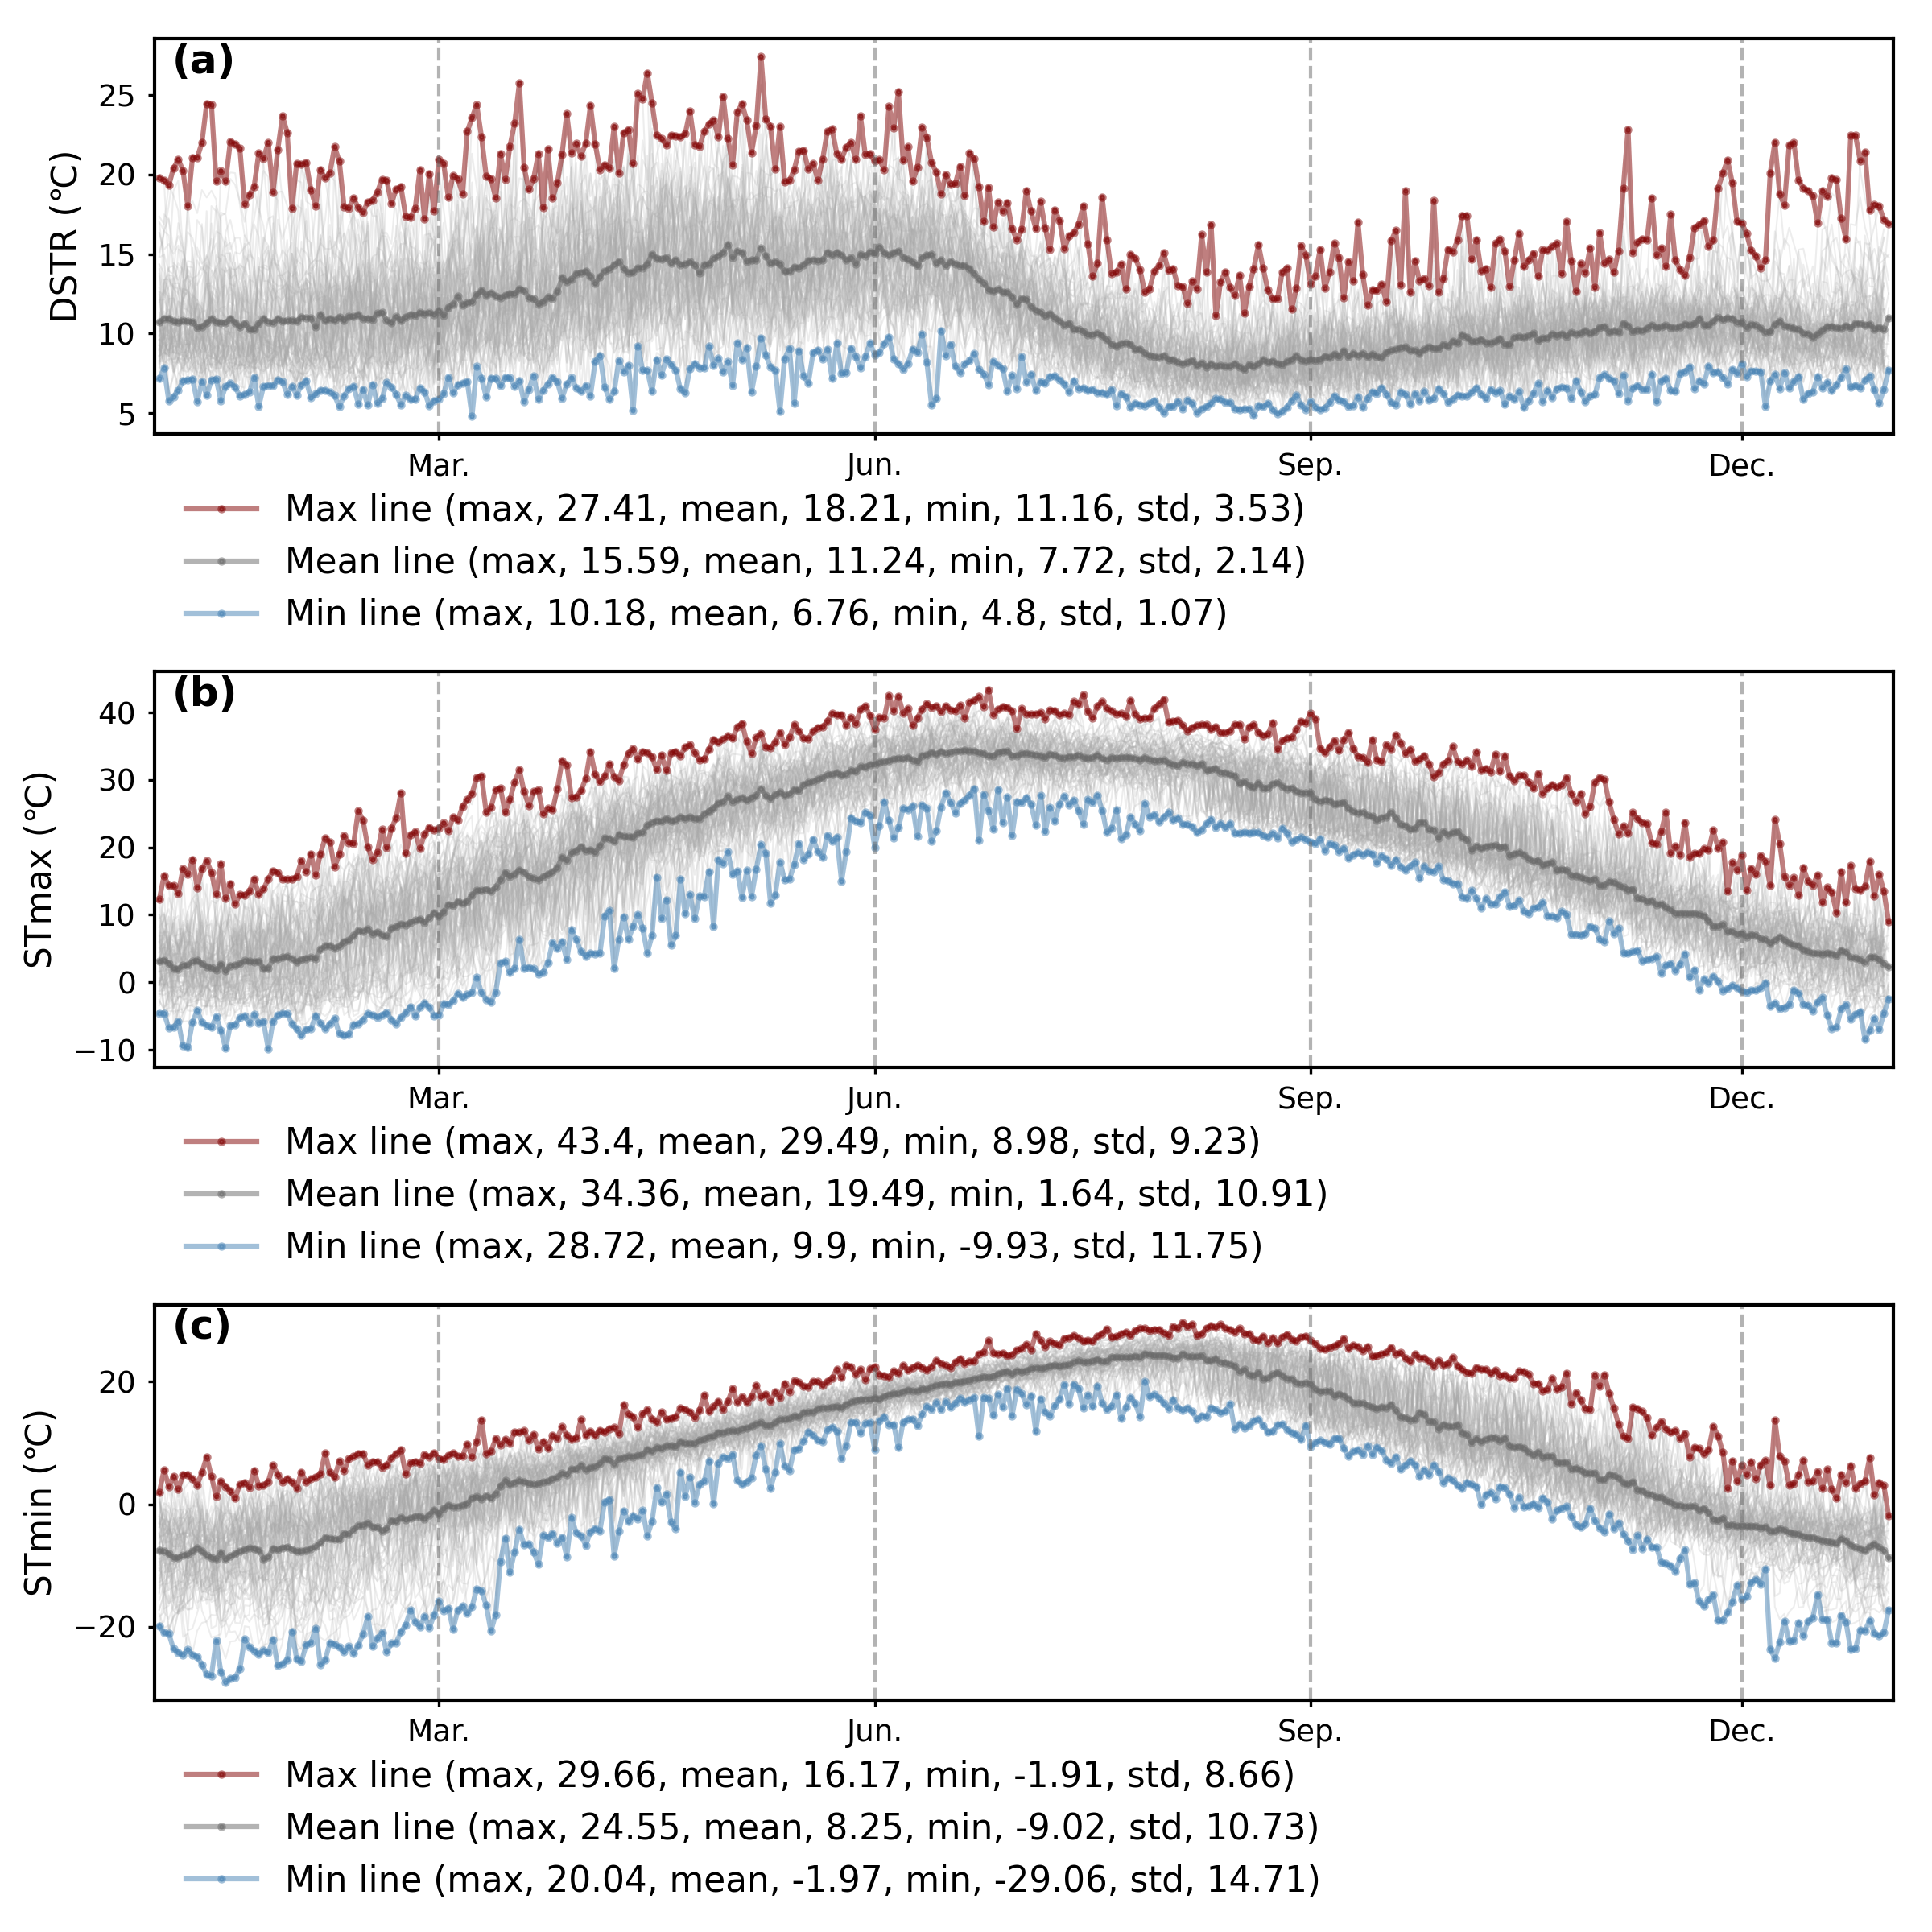 (a)
DSTR (℃)
25
20
15
10
5
Mar. Jun. Sep. Dec.
Max line (max, 27.41, mean, 18.21, min, 11.16, std, 3.53)
Mean line (max, 15.59, mean, 11.24, min, 7.72, std, 2.14)
Min line (max, 10.18, mean, 6.76, min, 4.8, std, 1.07)
(b)
STmax (℃)
40
30
20
10
0
−10
Mar. Jun. Sep. Dec.
Max line (max, 43.4, mean, 29.49, min, 8.98, std, 9.23)
Mean line (max, 34.36, mean, 19.49, min, 1.64, std, 10.91)
Min line (max, 28.72, mean, 9.9, min, -9.93, std, 11.75)
(c)
STmin (℃)
20
0
−20
Mar. Jun. Sep. Dec.
Max line (max, 29.66, mean, 16.17, min, -1.91, std, 8.66)
Mean line (max, 24.55, mean, 8.25, min, -9.02, std, 10.73)
Min line (max, 20.04, mean, -1.97, min, -29.06, std, 14.71)